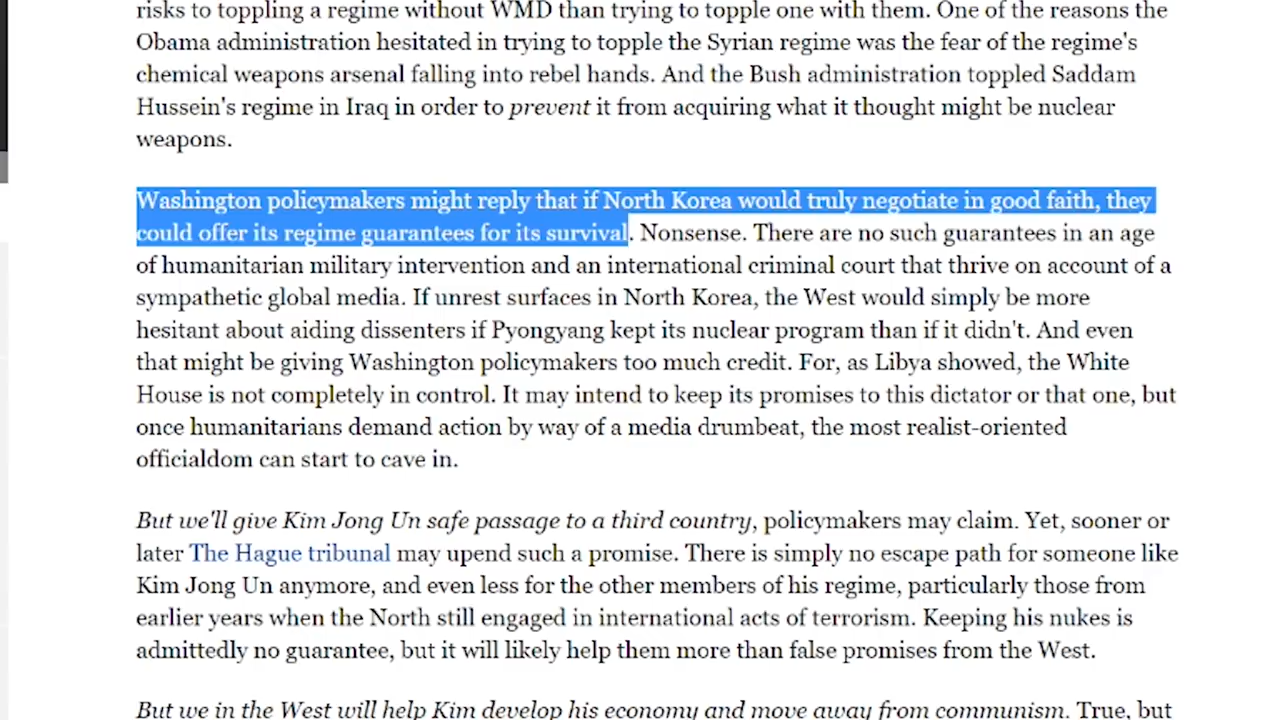 risks to toppling a regime without WMD than trying to topple one with them. One of the reasons the
Obama administration hesitated in trying to topple the Syrian regime was the fear of the regime's
chemical weapons arsenal falling into rebel hands. And the Bush administration toppled Saddam
Hussein's regime in Iraq in order to prevent it from acquiring what it thought might be nuclear
weapons.
Washington policymakers might reply that if North Korea would truly negotiate in good faith, they
could offer its regime guarantees for its survival. Nonsense. There are no such guarantees in an age
of humanitarian military intervention and an international criminal court that thrive on account of a
sympathetic global media. If unrest surfaces in North Korea, the West would simply be more
hesitant about aiding dissenters if Pyongyang kept its nuclear program than if it didn't. And even
that might be giving Washington policymakers too much credit. For, as Libya showed, the White
House is not completely in control. It may intend to keep its promises to this dictator or that one, but
once humanitarians demand action by way of a media drumbeat, the most realist-oriented
officialdom can start to cave in.
But we'll give Kim Jong Un safe passage to a third country, policymakers may claim. Yet, sooner or
later The Hague tribunal may upend such a promise. There is simply no escape path for someone like
Kim Jong Un anymore, and even less for the other members of his regime, particularly those from
earlier years when the North still engaged in international acts of terrorism. Keeping his nukes is
admittedly no guarantee, but it will likely help them more than false promises from the West.
But we in the West will help Kim develop his economy and move away from communism. True, but